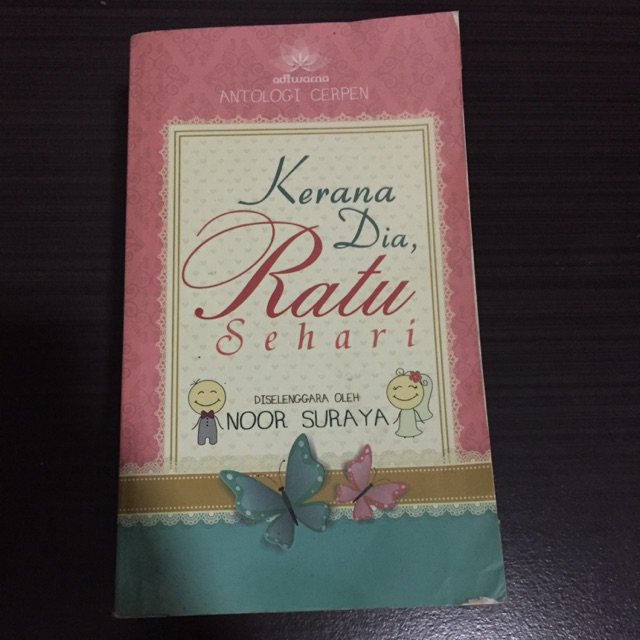 adiwarna
ANTOLOGI CERPEN
Kerana
Dia,
Ratu
Sehari
DISELENGGARA OLEH
NOOR SURAYA